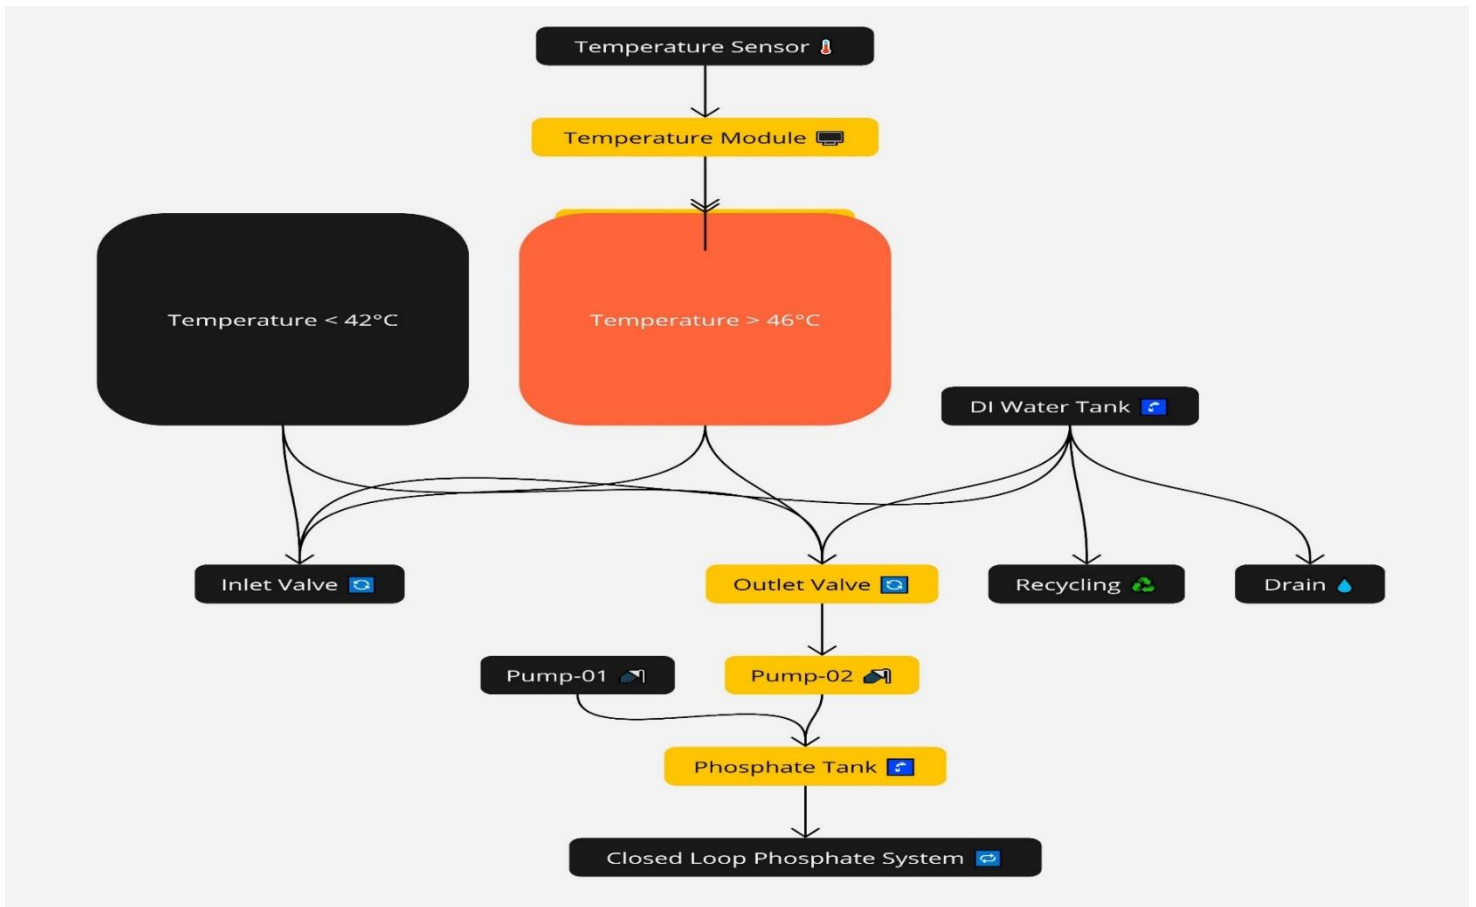 Temperature Sensor
Temperature Module
Temperature < 42°C
Temperature > 46°C
DI Water Tank
Inlet Valve
Outlet Valve
Recycling
Drain
Pump-01
Pump-02
Phosphate Tank
Closed Loop Phosphate System